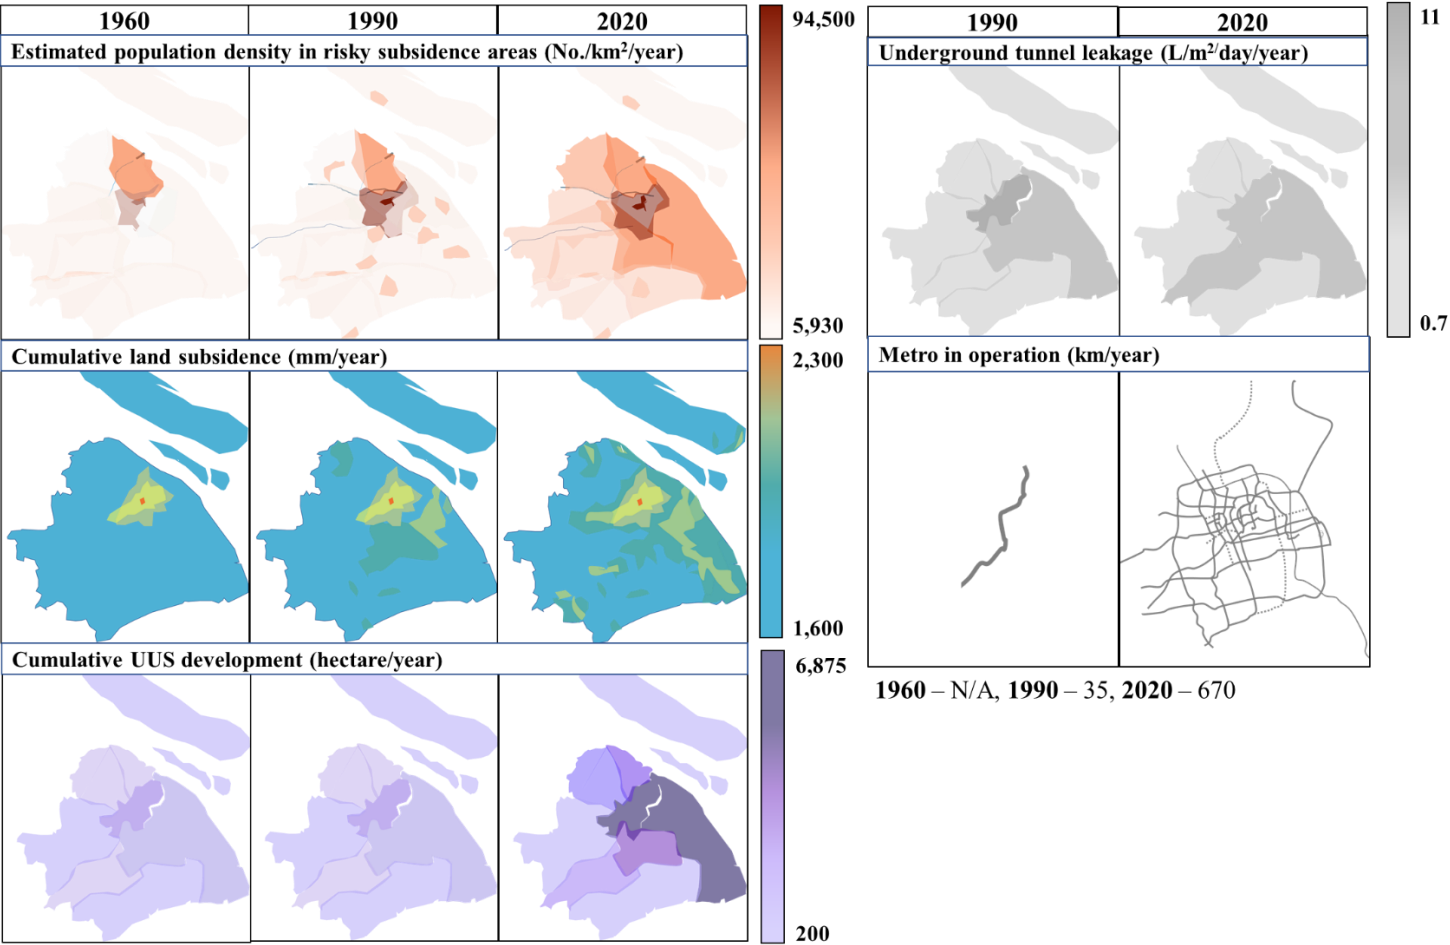 1960
1990
2020
Estimated population density in risky subsidence areas (No./km²/year)
94,500
5,930
Cumulative land subsidence (mm/year)
2,300
1,600
Cumulative UUS development (hectare/year)
6,875
200
1990
2020
Underground tunnel leakage (L/m²/day/year)
11
0.7
Metro in operation (km/year)
1960 – N/A, 1990 – 35, 2020 – 670